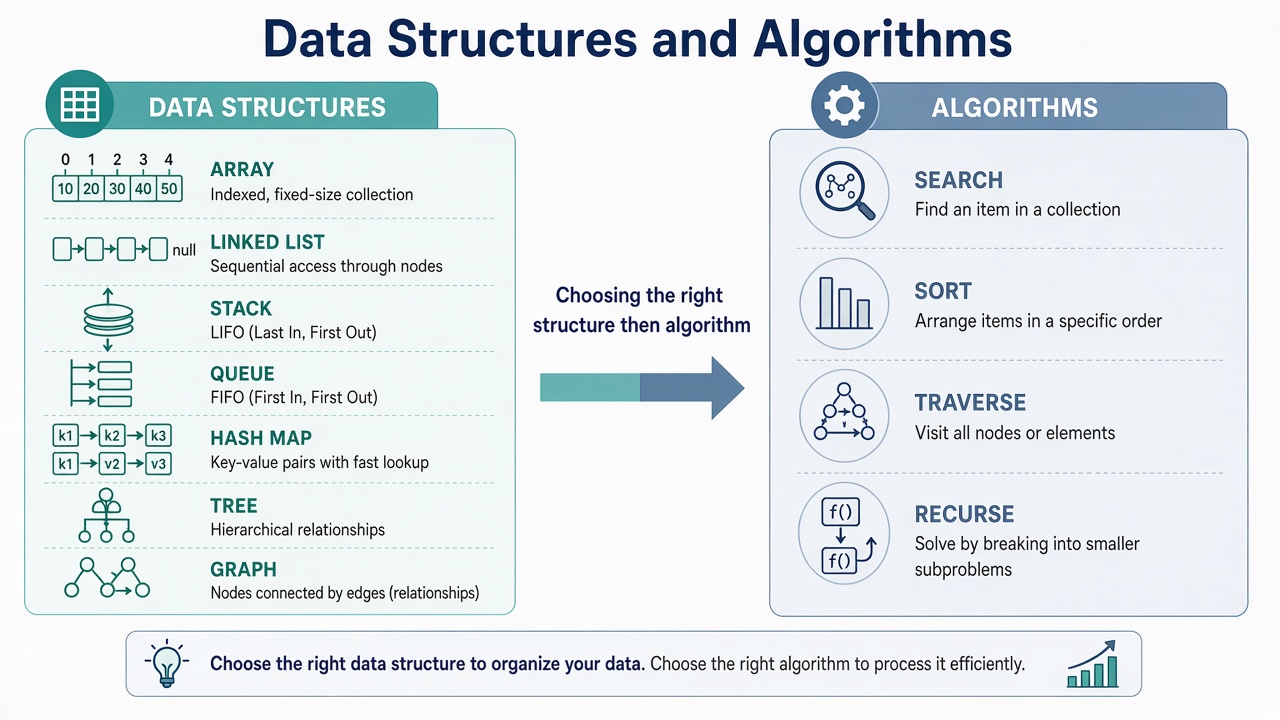 Data Structures and Algorithms
DATA STRUCTURES
0 1 2 3 4
10 20 30 40 50
ARRAY
Indexed, fixed-size collection
null
LINKED LIST
Sequential access through nodes
STACK
LIFO (Last In, First Out)
QUEUE
FIFO (First In, First Out)
k1 k2 k3
k1 v2 v3
HASH MAP
Key-value pairs with fast lookup
TREE
Hierarchical relationships
GRAPH
Nodes connected by edges (relationships)
Choosing the right
structure then algorithm
ALGORITHMS
SEARCH
Find an item in a collection
SORT
Arrange items in a specific order
TRAVERSE
Visit all nodes or elements
f()
f()
RECURSE
Solve by breaking into smaller
subproblems
Choose the right data structure to organize your data. Choose the right algorithm to process it efficiently.